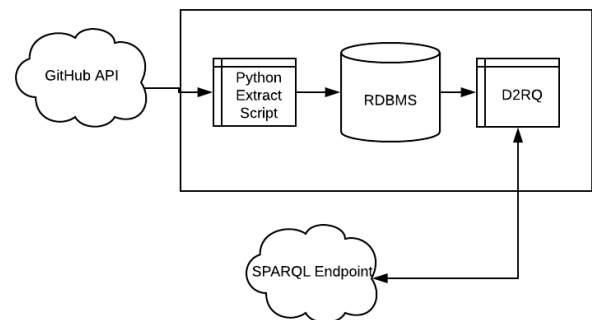 GitHub API
Python
Extract
Script
RDBMS
D2RQ
SPARQL Endpoint